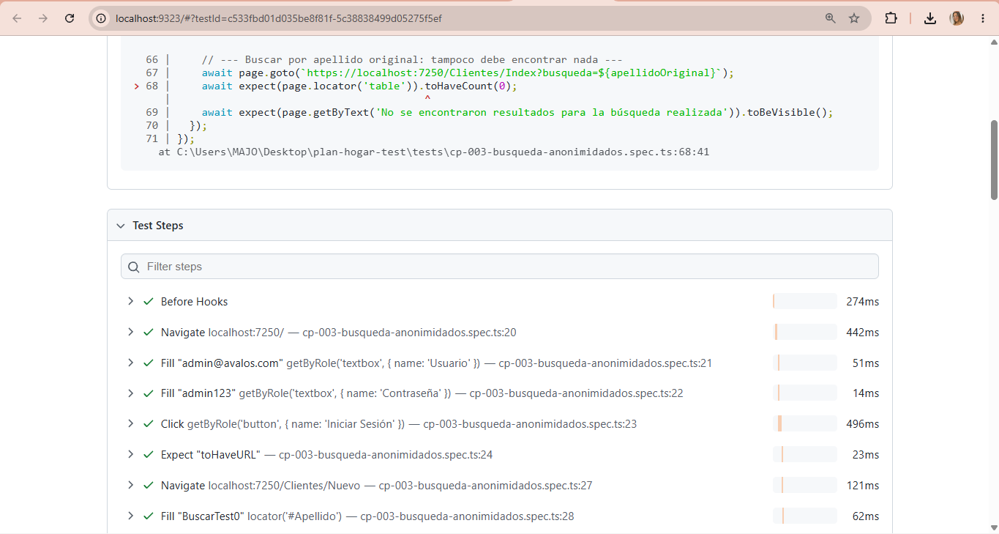 localhost:9323/#?testId=c533fbd01d035be8f81f-5c38838499d05275f5ef
66 |     // --- Buscar por apellido original: tampoco debe encontrar nada ---
67 |     await page.goto(`https://localhost:7250/Clientes/Index?busqueda=${apellidoOriginal}`);
> 68 |     await expect(page.locator('table')).toHaveCount(0);
|                                         ^
69 |     await expect(page.getByText('No se encontraron resultados para la búsqueda realizada')).toBeVisible();
70 |   });
71 | });
at C:\Users\MAJO\Desktop\plan-hogar-test\tests\cp-003-busqueda-anonimidados.spec.ts:68:41
Test Steps
Filter steps
Before Hooks 274ms
Navigate localhost:7250/ — cp-003-busqueda-anonimidados.spec.ts:20 442ms
Fill "admin@avalos.com" getByRole('textbox', { name: 'Usuario' }) — cp-003-busqueda-anonimidados.spec.ts:21 51ms
Fill "admin123" getByRole('textbox', { name: 'Contraseña' }) — cp-003-busqueda-anonimidados.spec.ts:22 14ms
Click getByRole('button', { name: 'Iniciar Sesión' }) — cp-003-busqueda-anonimidados.spec.ts:23 496ms
Expect "toHaveURL" — cp-003-busqueda-anonimidados.spec.ts:24 23ms
Navigate localhost:7250/Clientes/Nuevo — cp-003-busqueda-anonimidados.spec.ts:27 121ms
Fill "BuscarTest0" locator('#Apellido') — cp-003-busqueda-anonimidados.spec.ts:28 62ms